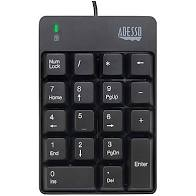 ADESSO
Num Lock / * ←
7 Home 8 ↑ 9 PgUp −
4 ← 5 6 → +
1 End 2 ↓ 3 PgDn Enter
0 Ins . Del